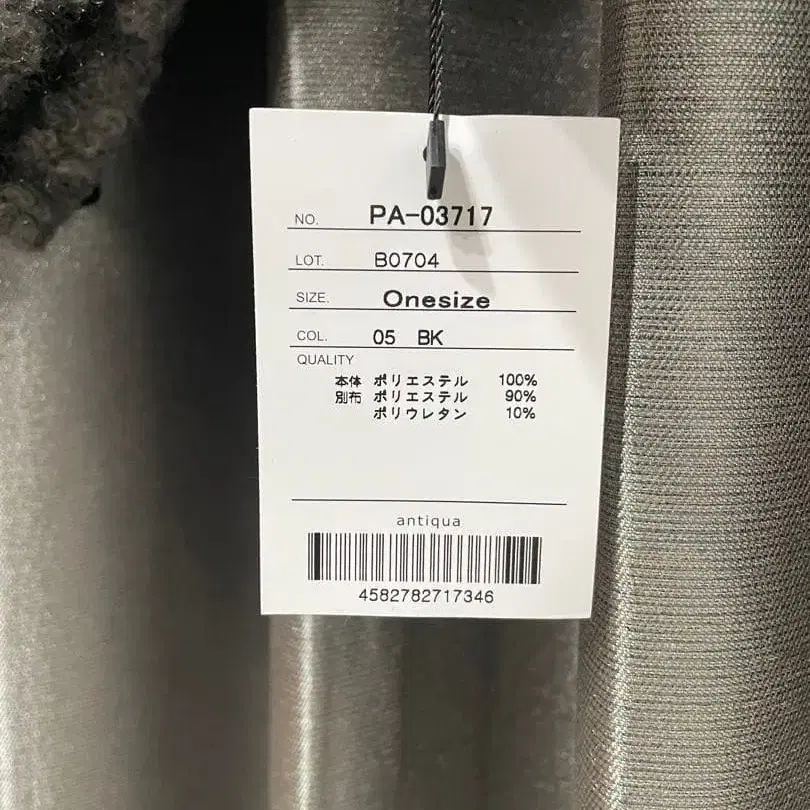 NO. PA-03717
LOT. B0704
SIZE. Onesize
COL. 05 BK
QUALITY
本体 ポリエステル 100%
別布 ポリエステル 90%
ポリウレタン 10%
antiqua
4582782717346